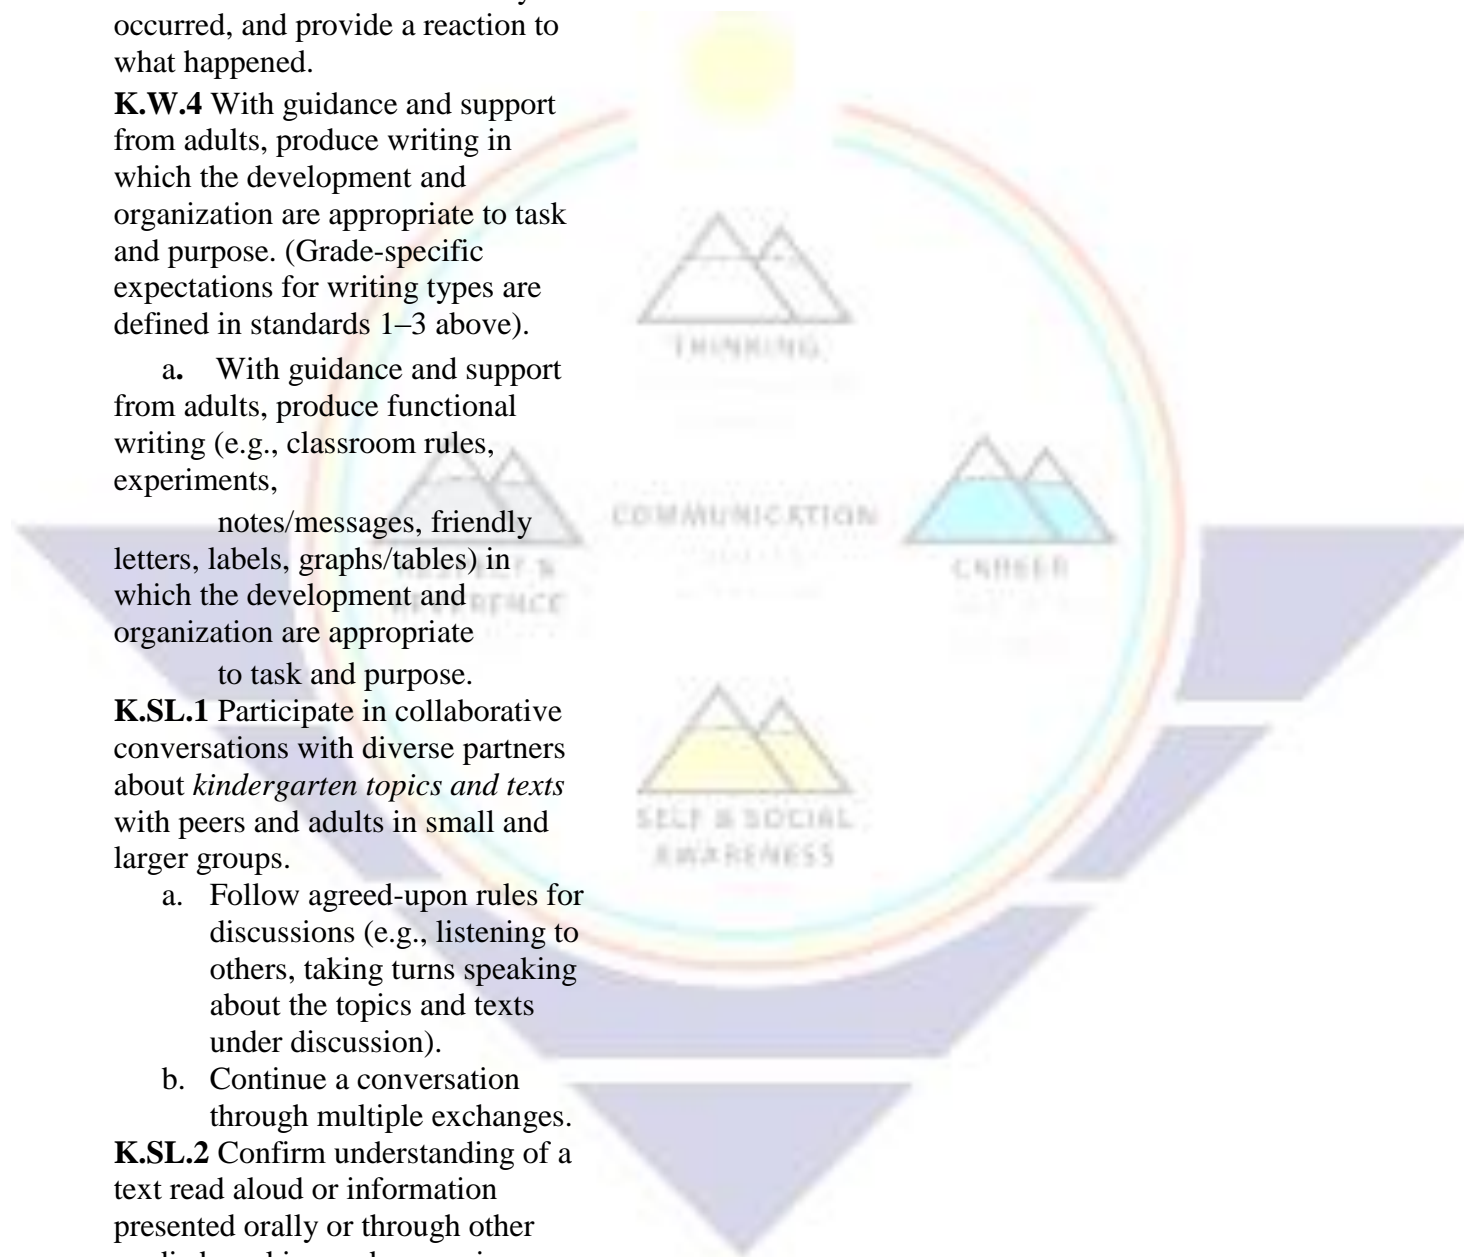 occurred, and provide a reaction to
what happened.
K.W.4 With guidance and support
from adults, produce writing in
which the development and
organization are appropriate to task
and purpose. (Grade-specific
expectations for writing types are
defined in standards 1–3 above).
a. With guidance and support
from adults, produce functional
writing (e.g., classroom rules,
experiments,
notes/messages, friendly
letters, labels, graphs/tables) in
which the development and
organization are appropriate
to task and purpose.
K.SL.1 Participate in collaborative
conversations with diverse partners
about kindergarten topics and texts
with peers and adults in small and
larger groups.
a. Follow agreed-upon rules for
discussions (e.g., listening to
others, taking turns speaking
about the topics and texts
under discussion).
b. Continue a conversation
through multiple exchanges.
K.SL.2 Confirm understanding of a
text read aloud or information
presented orally or through other
THINKING
COMMUNICATION
RESPECT &
REVERENCE
CAREER
SELF & SOCIAL
AWARENESS